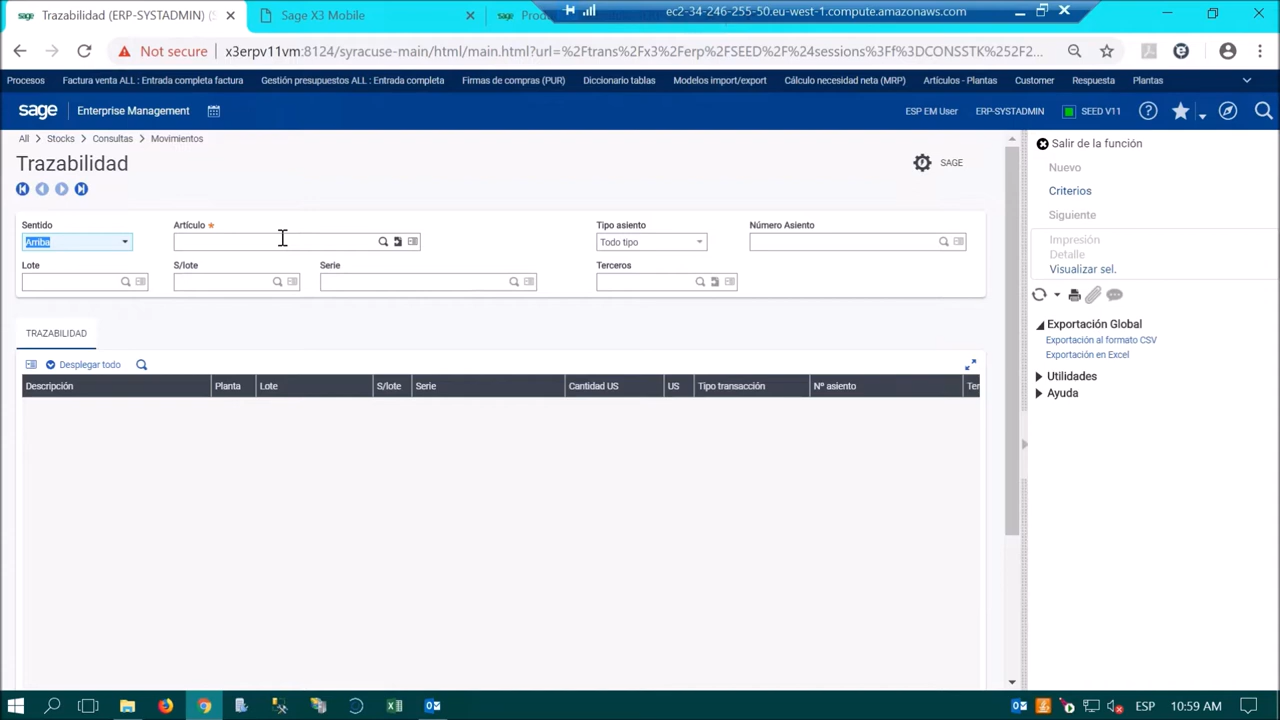 Trazabilidad (ERP-SYSTADMIN) (S
Sage X3 Mobile
Produ
ec2-34-246-255-50.eu-west-1.compute.amazonaws.com
Not secure x3erpv11vm:8124/syracuse-main/html/main.html?url=%2Ftrans%2Fx3%2Ferp%2FSEED%2F%24sessions%3Ff%3DCONSSTK%252F2...
Procesos Factura venta ALL : Entrada completa factura Gestión presupuestos ALL : Entrada completa Firmas de compras (PUR) Diccionario tablas Modelos import/export Cálculo necesidad neta (MRP) Artículos - Plantas Customer Respuesta Plantas
sage Enterprise Management ESP EM User ERP-SYSTADMIN SEED V11
All > Stocks > Consultas > Movimientos
Trazabilidad
SAGE
Sentido Artículo * Tipo asiento Número Asiento
Arriba Todo tipo
Lote S/lote Serie Terceros
TRAZABILIDAD
Desplegar todo
Descripción Planta Lote S/lote Serie Cantidad US US Tipo transacción Nº asiento Ter
Salir de la función
Nuevo
Criterios
Siguiente
Impresión
Detalle
Visualizar sel.
Exportación Global
Exportación al formato CSV
Exportación en Excel
Utilidades
Ayuda
ESP 10:59 AM